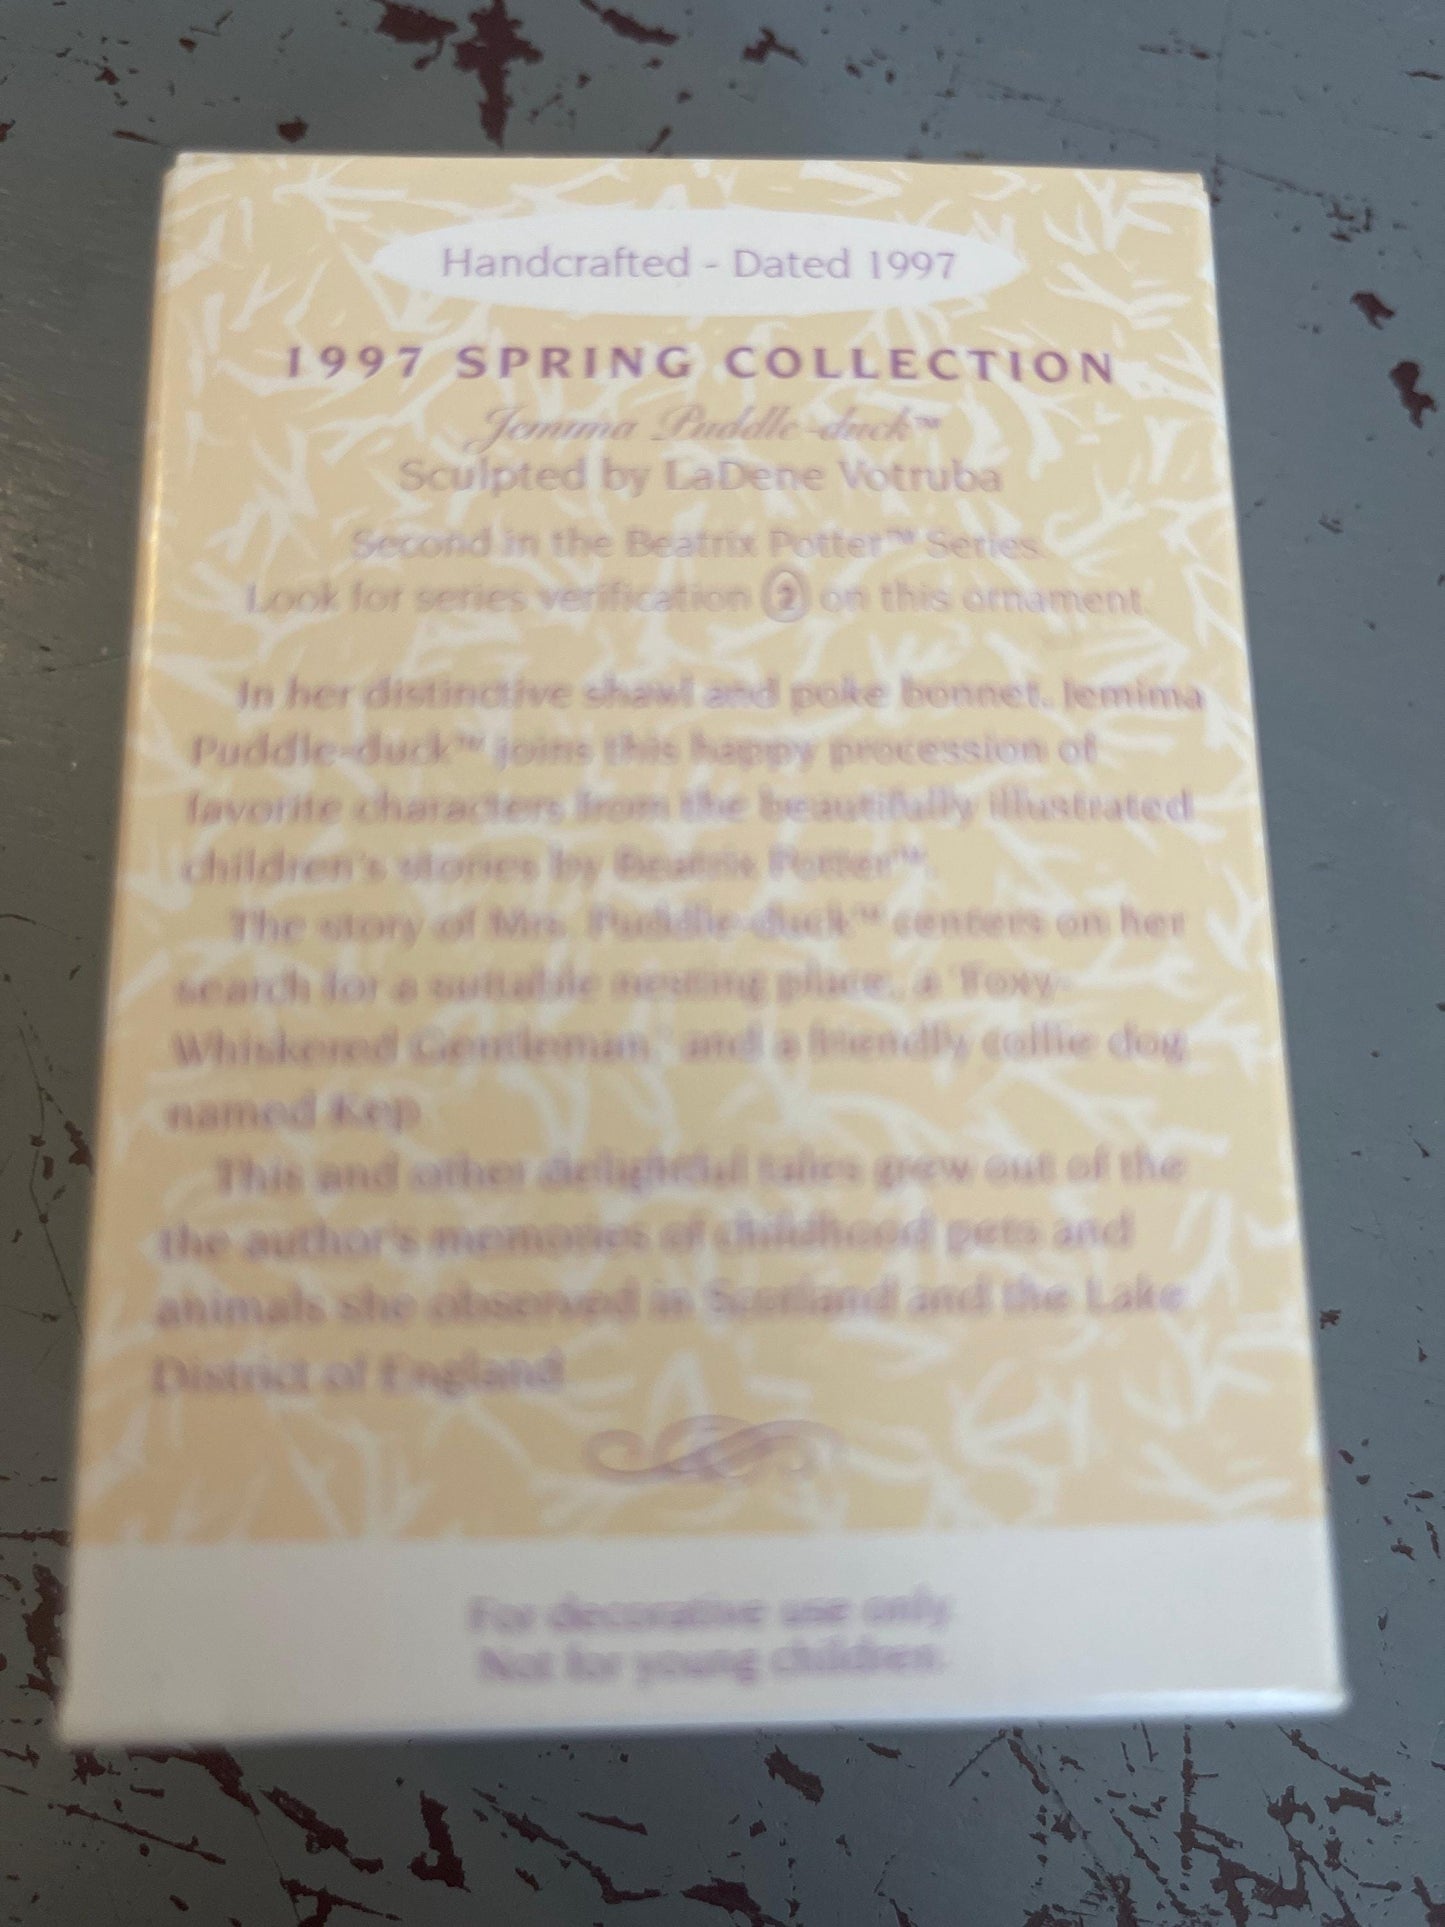 Handcrafted - Dated 1997
1997 SPRING COLLECTION
Jemima Puddle-duck™
Sculpted by LaDene Votruba
Second in the Beatrix Potter™ Series.
Look for series verification 2 on this ornament.
In her distinctive shawl and poke bonnet, Jemima
Puddle-duck™ joins this happy procession of
favorite characters from the beautifully illustrated
children's stories by Beatrix Potter™.
The story of Mrs. Puddle-duck™ centers on her
search for a suitable nesting place, a 'Foxy-
Whiskered Gentleman,' and a friendly collie dog
named Kep.
This and other delightful tales grew out of the
the author's memories of childhood pets and
animals she observed in Scotland and the Lake
District of England.
For decorative use only.
Not for young children.